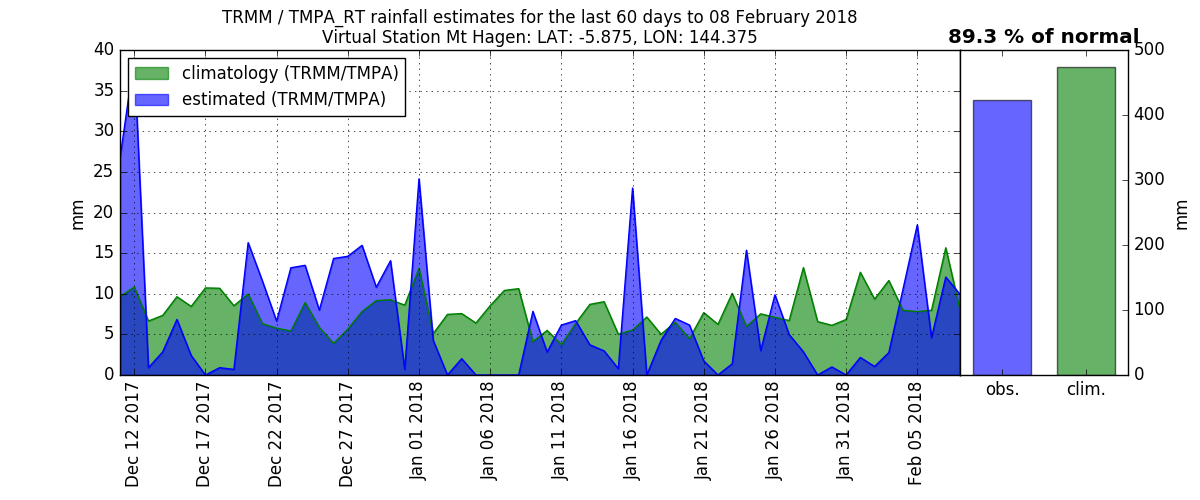 TRMM / TMPA_RT rainfall estimates for the last 60 days to 08 February 2018
Virtual Station Mt Hagen: LAT: -5.875, LON: 144.375
89.3 % of normal
climatology (TRMM/TMPA)
estimated (TRMM/TMPA)
mm
40
35
30
25
20
15
10
5
0
Dec 12 2017
Dec 17 2017
Dec 22 2017
Dec 27 2017
Jan 01 2018
Jan 06 2018
Jan 11 2018
Jan 16 2018
Jan 21 2018
Jan 26 2018
Jan 31 2018
Feb 05 2018
obs.
clim.
500
400
300
200
100
0
mm